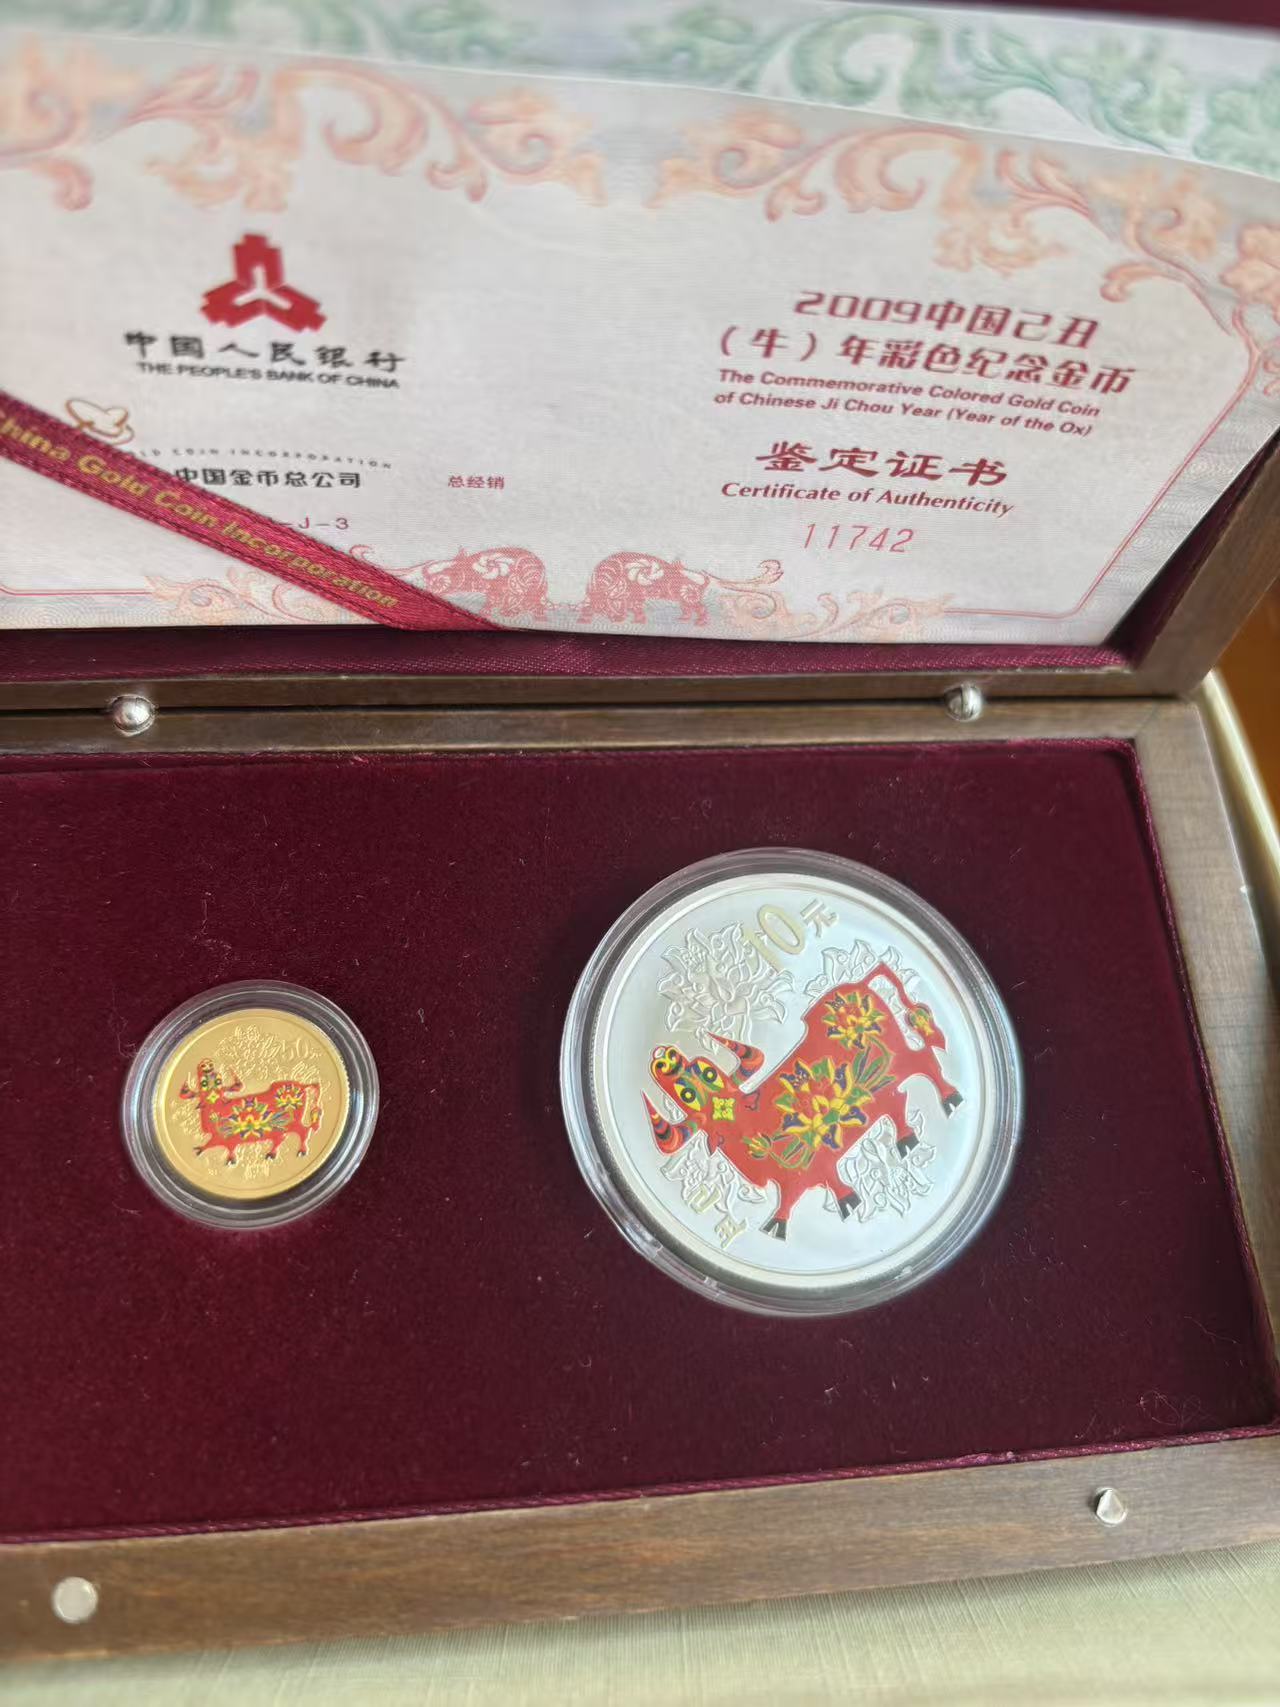 中国人民银行
THE PEOPLE'S BANK OF CHINA
OLD COIN INCORPORATION
中国金币总公司
总经销
-J-3
China Gold Coin Incorporation
2009中国己丑
（牛）年彩色纪念金币
The Commemorative Colored Gold Coin
of Chinese Ji Chou Year (Year of the Ox)
鉴定证书
Certificate of Authenticity
11742
10元